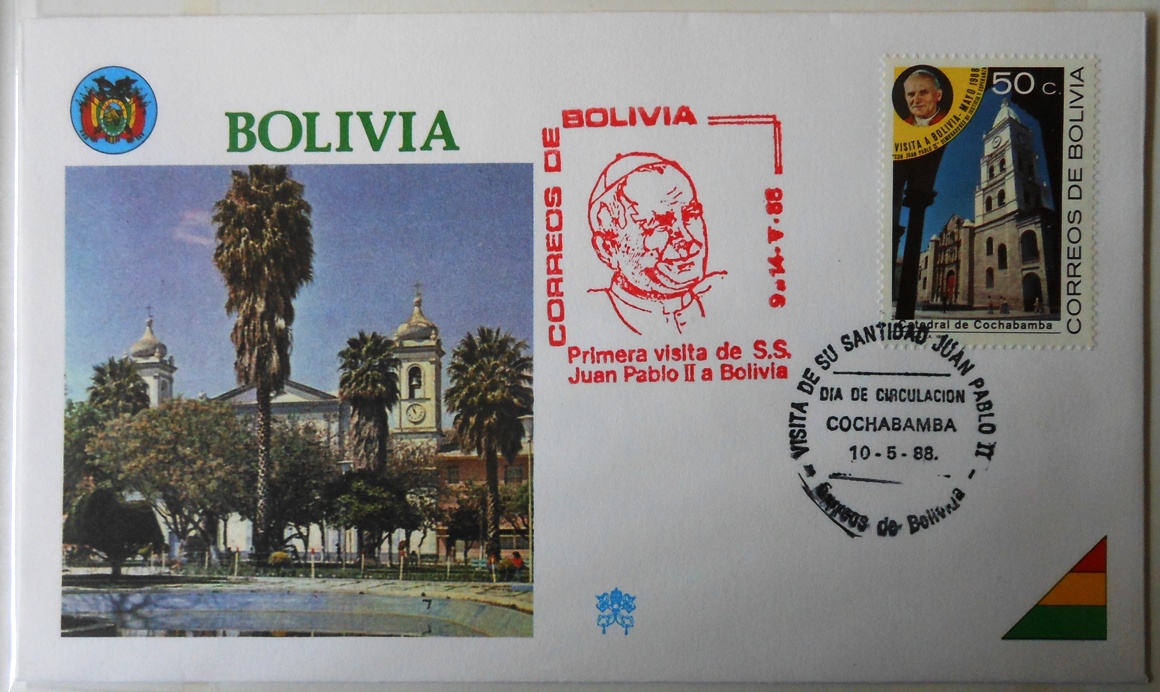 BOLIVIA
CORREOS DE
BOLIVIA
9 a 14 · V · 88
Primera visita de S.S.
Juan Pablo II a Bolivia
50 c.
VISITA A BOLIVIA - MAYO 1988
CORREOS DE BOLIVIA
Catedral de Cochabamba
VISITA DE SU SANTIDAD JUAN PABLO II
DIA DE CIRCULACION
COCHABAMBA
10-5-88.
Correos de Bolivia